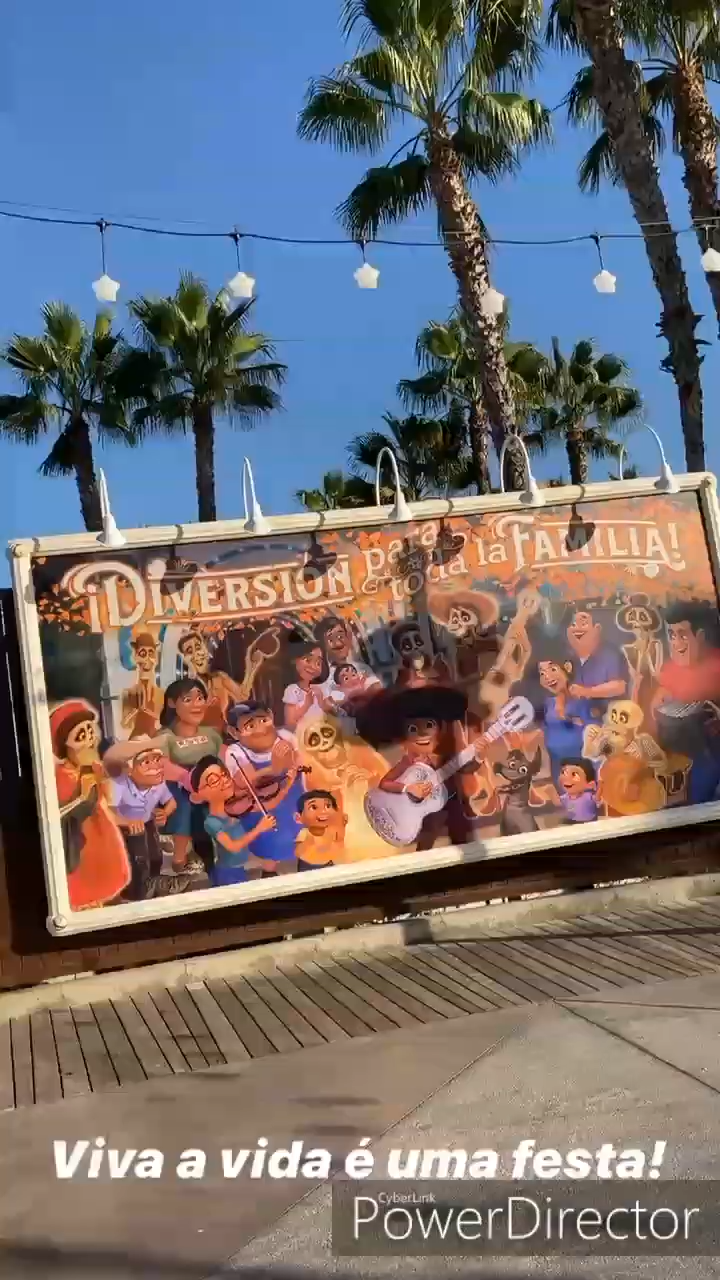 ¡DIVERSIÓN para toda la FAMILIA!
Viva a vida é uma festa!
CyberLink
PowerDirector